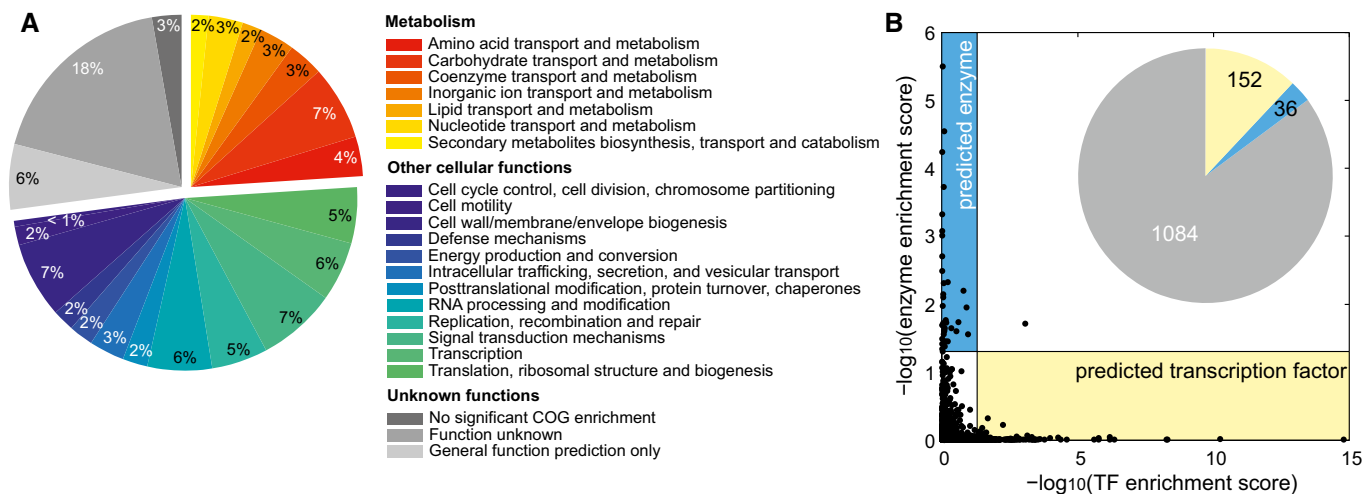 A
3%
2%
3%
2%
3%
3%
7%
4%
18%
6%
< 1%
2%
7%
2%
2%
3%
2%
6%
5%
7%
6%
5%
Metabolism
Amino acid transport and metabolism
Carbohydrate transport and metabolism
Coenzyme transport and metabolism
Inorganic ion transport and metabolism
Lipid transport and metabolism
Nucleotide transport and metabolism
Secondary metabolites biosynthesis, transport and catabolism
Other cellular functions
Cell cycle control, cell division, chromosome partitioning
Cell motility
Cell wall/membrane/envelope biogenesis
Defense mechanisms
Energy production and conversion
Intracellular trafficking, secretion, and vesicular transport
Posttranslational modification, protein turnover, chaperones
RNA processing and modification
Replication, recombination and repair
Signal transduction mechanisms
Transcription
Translation, ribosomal structure and biogenesis
Unknown functions
No significant COG enrichment
Function unknown
General function prediction only
B
−log10(enzyme enrichment score)
6
5
4
3
2
1
0
predicted enzyme
152
36
1084
predicted transcription factor
0
5
10
15
−log10(TF enrichment score)